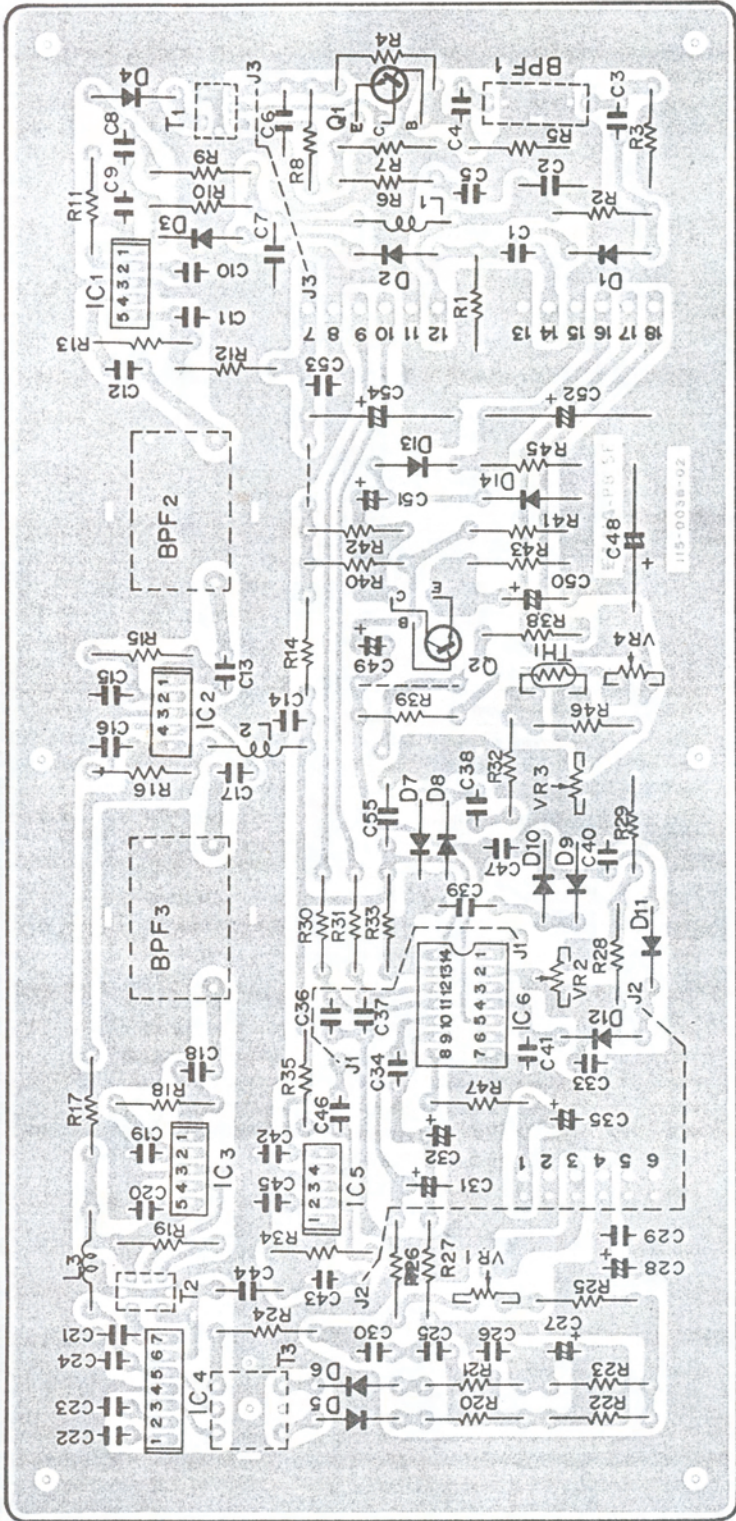 D4
C8
T1
J3
C6
R4
Q1
E
C
B
C4
BPF1
C3
R11
C9
R9
R10
D3
C7
R8
R7
R6
L1
C5
R5
C2
R2
R3
IC1
5 4 3 2 1
C10
C11
J3
D2
C1
D1
R1
R13
C12
R12
7
8
9
10
11
12
13
14
15
16
17
18
C53
C54
+
C52
+
BPF2
D13
C51
+
D14
R45
R42
R40
R41
R43
C48
+
115-0036-02
C50
+
R15
C15
C16
IC2
4 3 2 1
C13
R14
C14
L2
C17
R16
C49
+
B
C
E
Q2
R39
R38
TH1
VR4
R46
BPF3
C55
D7
D8
C38
R32
VR3
C47
D10
D9
C40
R29
R30
R31
R33
C39
J1
IC6
8 9 10 11 12 13 14
7 6 5 4 3 2 1
VR2
R28
D11
J2
D12
C36
C37
J1
C34
C41
C33
R17
C18
R18
C19
C20
IC3
5 4 3 2 1
R19
R35
C46
C42
C45
IC5
1 2 3 4
R34
R47
C32
+
C31
+
C35
+
1
2
3
4
5
6
L3
T2
C44
C43
J2
R26
R27
VR1
R25
C28
+
C29
C21
C24
C23
C22
IC4
1 2 3 4 5 6 7
R24
T3
D6
D5
C30
C25
C26
C27
+
R21
R20
R23
R22